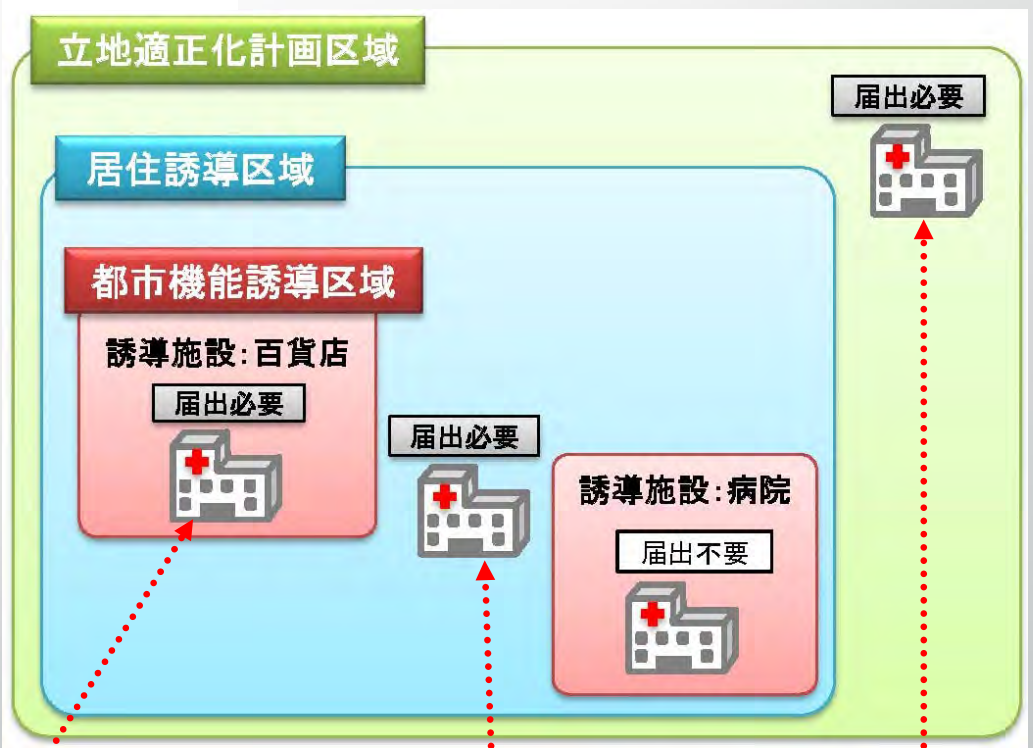 立地適正化計画区域
届出必要
居住誘導区域
都市機能誘導区域
誘導施設:百貨店
届出必要
届出必要
誘導施設:病院
届出不要